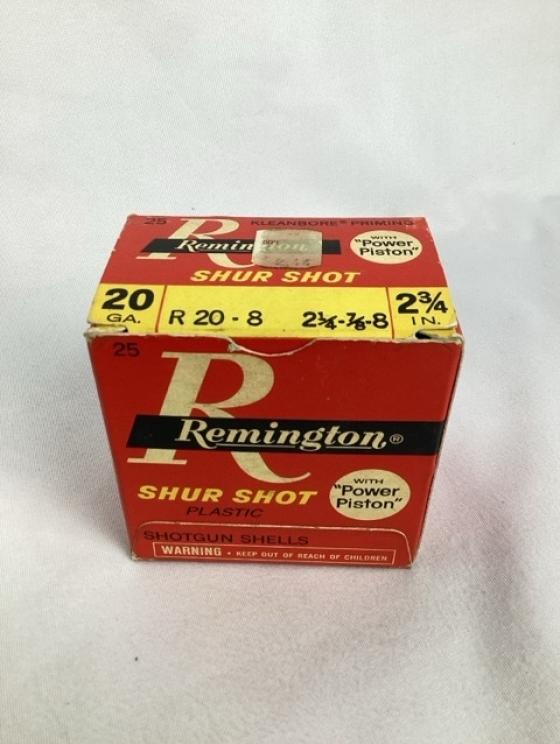 25
KLEANBORE® PRIMING
R
Remington
WITH
"Power
Piston"
SHUR SHOT
20
GA.
R 20 - 8
2¼-⅞-8
2¾
IN.
25
R
Remington®
SHUR SHOT
PLASTIC
WITH
"Power
Piston"
SHOTGUN SHELLS
WARNING • KEEP OUT OF REACH OF CHILDREN